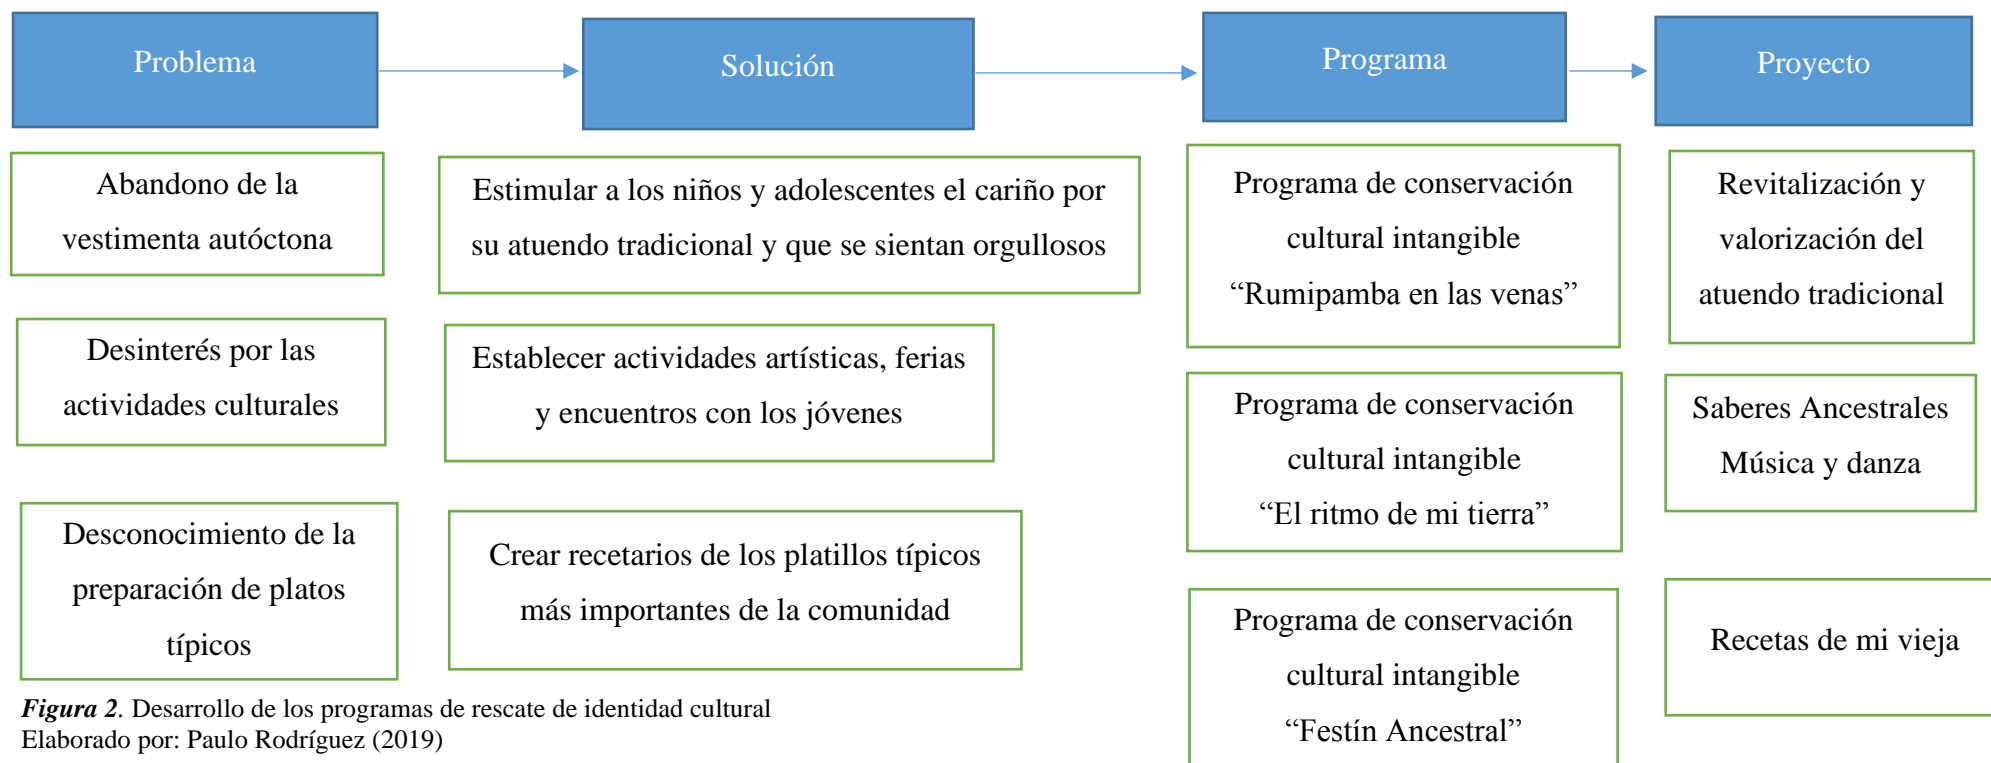 Problema
Solución
Programa
Proyecto
Abandono de la
vestimenta autóctona
Estimular a los niños y adolescentes el cariño por
su atuendo tradicional y que se sientan orgullosos
Programa de conservación
cultural intangible
“Rumipamba en las venas”
Revitalización y
valorización del
atuendo tradicional
Desinterés por las
actividades culturales
Establecer actividades artísticas, ferias
y encuentros con los jóvenes
Programa de conservación
cultural intangible
“El ritmo de mi tierra”
Saberes Ancestrales
Música y danza
Desconocimiento de la
preparación de platos
típicos
Crear recetarios de los platillos típicos
más importantes de la comunidad
Programa de conservación
cultural intangible
“Festín Ancestral”
Recetas de mi vieja
Figura 2. Desarrollo de los programas de rescate de identidad cultural
Elaborado por: Paulo Rodríguez (2019)